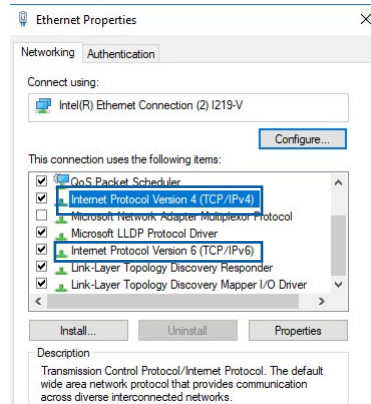 Ethernet Properties
Networking Authentication
Connect using:
Intel(R) Ethernet Connection (2) I219-V
Configure...
This connection uses the following items:
QoS Packet Scheduler
Internet Protocol Version 4 (TCP/IPv4)
Microsoft Network Adapter Multiplexor Protocol
Microsoft LLDP Protocol Driver
Internet Protocol Version 6 (TCP/IPv6)
Link-Layer Topology Discovery Responder
Link-Layer Topology Discovery Mapper I/O Driver
Install... Uninstall Properties
Description
Transmission Control Protocol/Internet Protocol. The default
wide area network protocol that provides communication
across diverse interconnected networks.